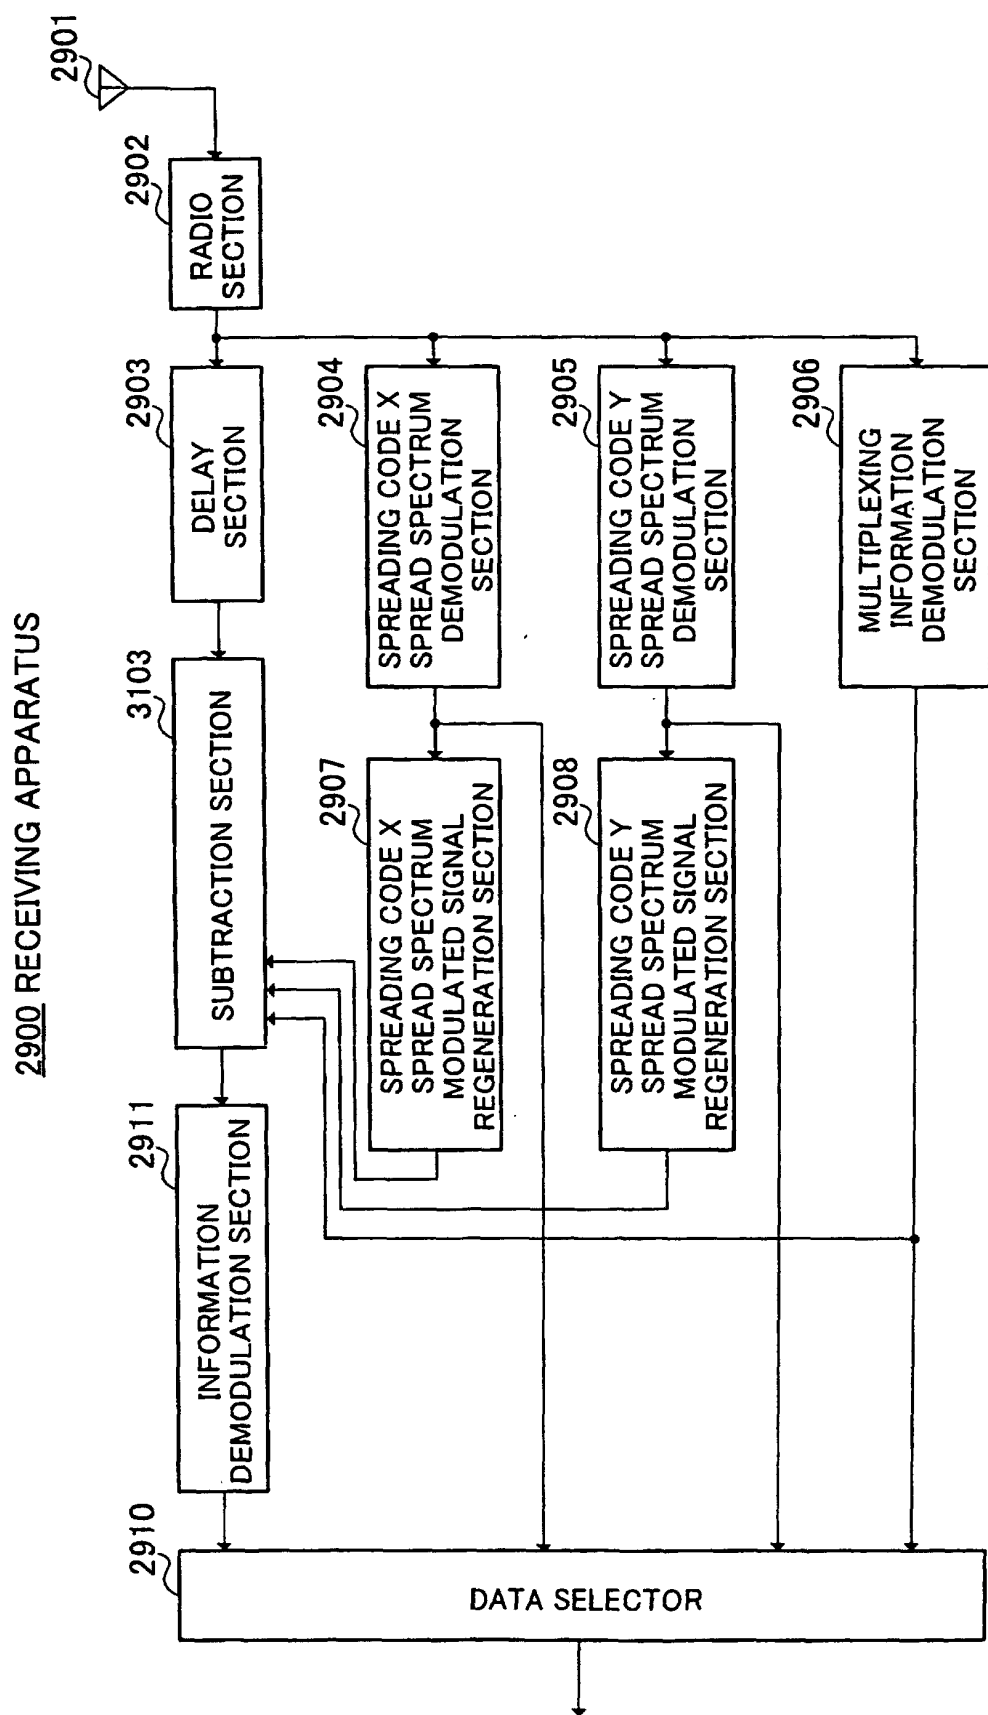 2900 RECEIVING APPARATUS
2901
2902
RADIO
SECTION
2903
DELAY
SECTION
3103
SUBTRACTION SECTION
2911
INFORMATION
DEMODULATION SECTION
2904
SPREADING CODE X
SPREAD SPECTRUM
DEMODULATION
SECTION
2907
SPREADING CODE X
SPREAD SPECTRUM
MODULATED SIGNAL
REGENERATION SECTION
2905
SPREADING CODE Y
SPREAD SPECTRUM
DEMODULATION
SECTION
2908
SPREADING CODE Y
SPREAD SPECTRUM
MODULATED SIGNAL
REGENERATION SECTION
2906
MULTIPLEXING
INFORMATION
DEMODULATION
SECTION
2910
DATA SELECTOR